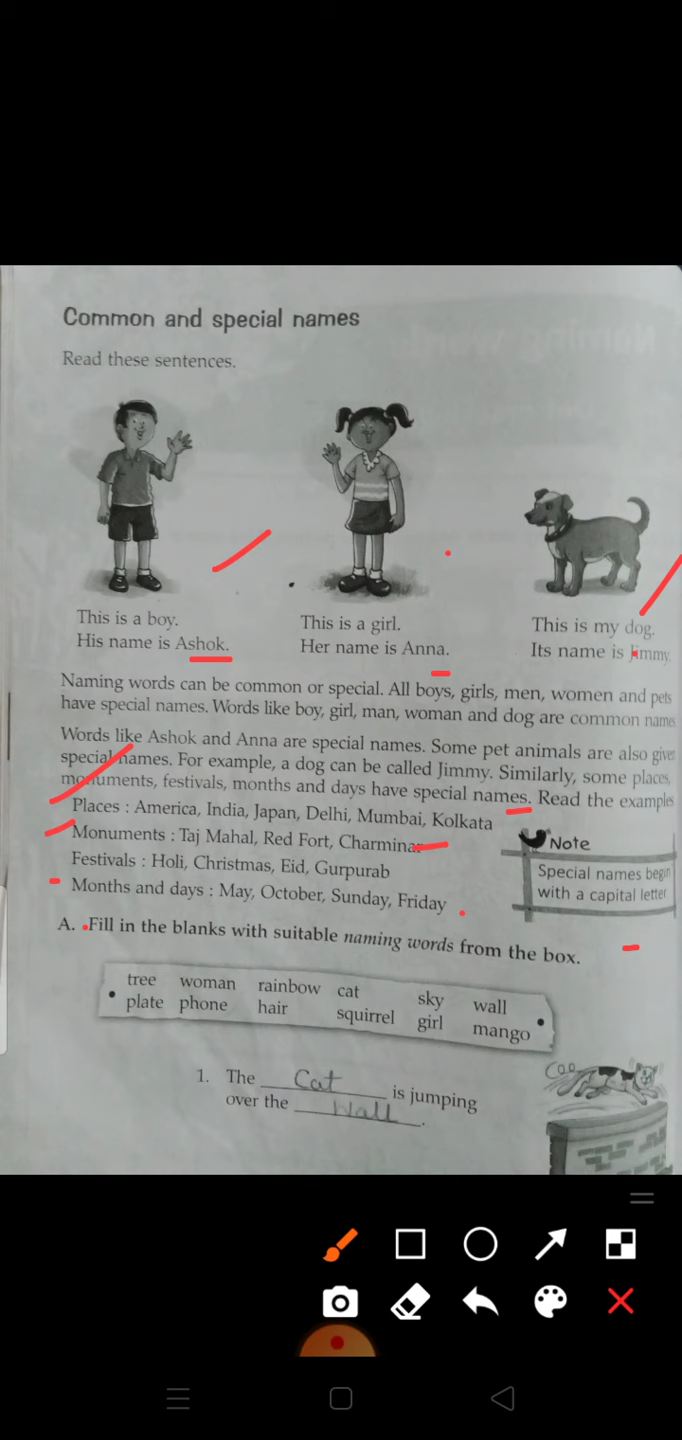 Common and special names
Read these sentences.
This is a boy.
His name is Ashok.
This is a girl.
Her name is Anna.
This is my dog.
Its name is Jimmy.
Naming words can be common or special. All boys, girls, men, women and pets
have special names. Words like boy, girl, man, woman and dog are common names
Words like Ashok and Anna are special names. Some pet animals are also given
special names. For example, a dog can be called Jimmy. Similarly, some places,
monuments, festivals, months and days have special names. Read the examples
Places : America, India, Japan, Delhi, Mumbai, Kolkata
Monuments : Taj Mahal, Red Fort, Charminar
Festivals : Holi, Christmas, Eid, Gurpurab
Months and days : May, October, Sunday, Friday
Note
Special names begin
with a capital letter
A. Fill in the blanks with suitable naming words from the box.
tree woman rainbow cat sky wall
plate phone hair squirrel girl mango
1. The Cat is jumping
over the Wall.